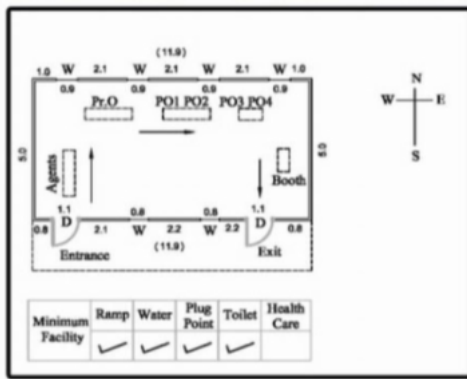 (11.9)
1.0 W 2.1 W 2.1 W 2.1 W 1.0
0.9 0.9 0.9 0.9
Pr.O PO1 PO2 PO3 PO4
N
W E
S
5.0 5.0
Agents
Booth
1.1 0.8 0.8 1.1
D D
0.8 2.1 W 2.2 W 2.2 0.8
(11.9)
Entrance Exit
Minimum Facility Ramp Water Plug Point Toilet Health Care